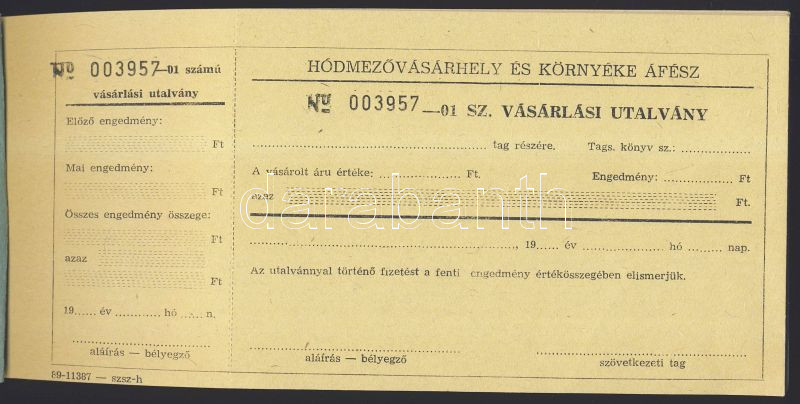 No 003957—01 számú
vásárlási utalvány
Előző engedmény:
Ft
Mai engedmény:
Ft
Összes engedmény összege:
Ft
azaz
Ft
19...... év ............ hó ...... n.
aláírás — bélyegző
89-11387 — szsz-h
HÓDMEZŐVÁSÁRHELY ÉS KÖRNYÉKE ÁFÉSZ
No 003957—01 SZ. VÁSÁRLÁSI UTALVÁNY
tag részére. Tags. könyv sz.:
A vásárolt áru értéke: Ft. Engedmény: Ft
azaz Ft.
, 19...... év ............ hó ............ nap.
Az utalvánnyal történő fizetést a fenti engedmény értékösszegében elismerjük.
aláírás — bélyegző
szövetkezeti tag
darabanth